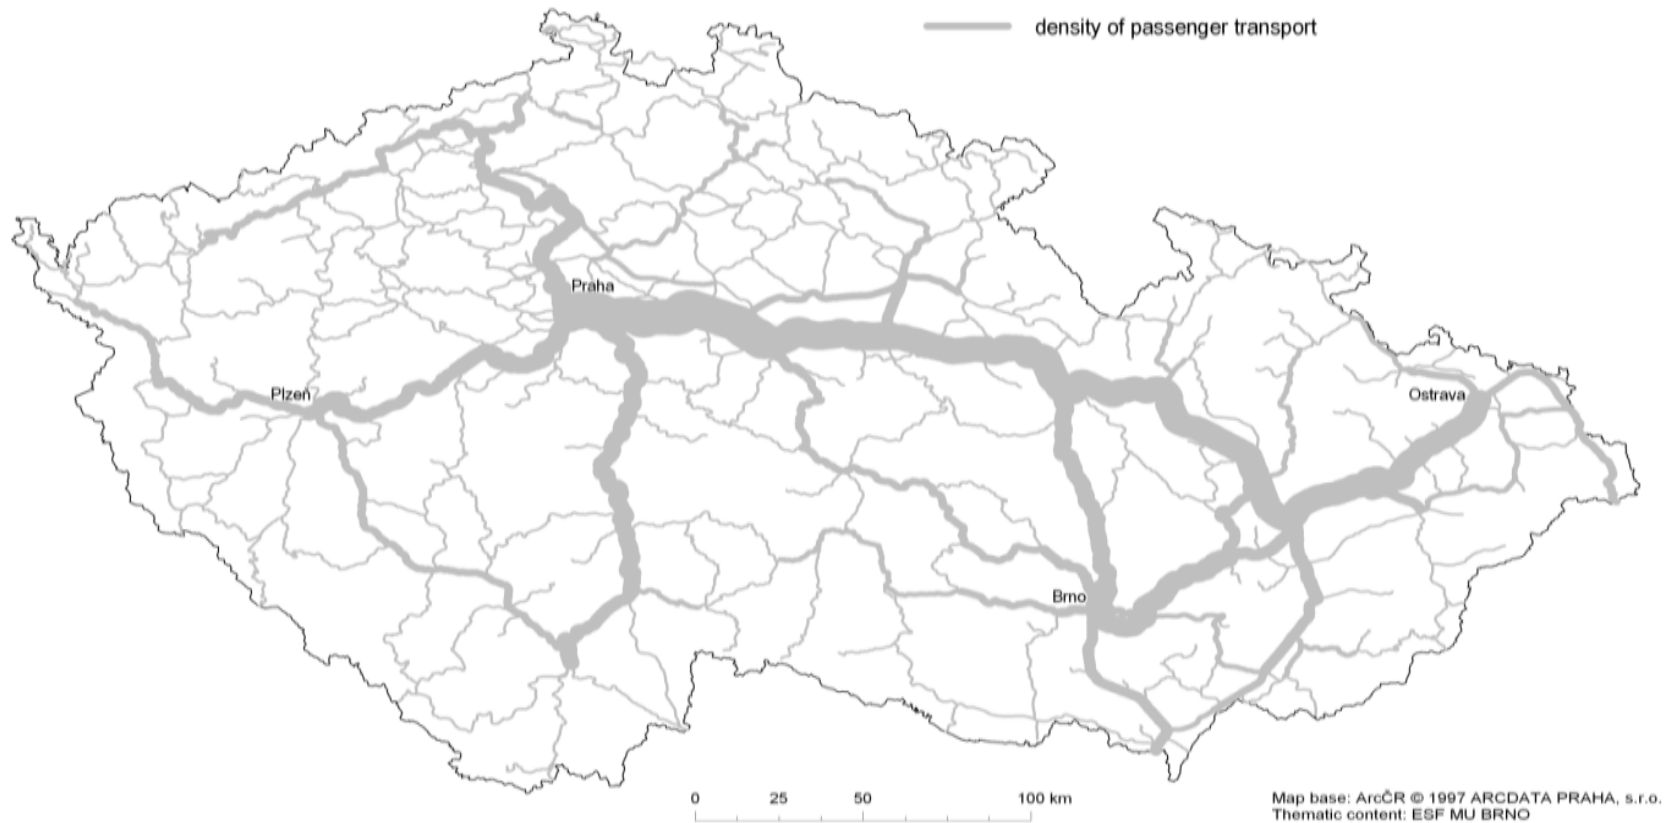 density of passenger transport
Praha
Plzeň
Ostrava
Brno
0 25 50 100 km
Map base: ArcČR © 1997 ARCDATA PRAHA, s.r.o.
Thematic content: ESF MU BRNO